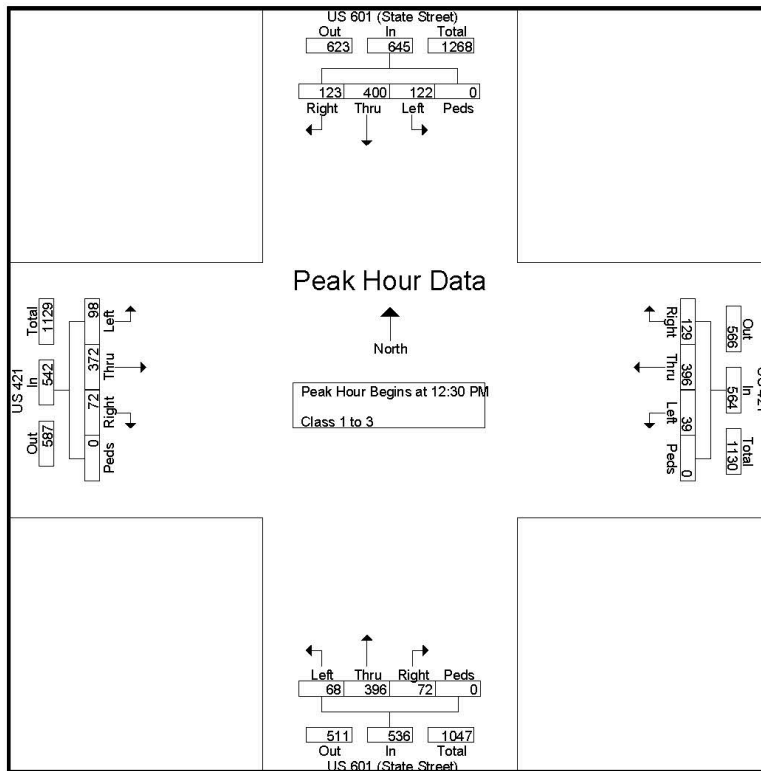 US 601 (State Street)
Out In Total
623 645 1268
123 400 122 0
Right Thru Left Peds
Peak Hour Data
North
Peak Hour Begins at 12:30 PM
Class 1 to 3
US 421
Total In Out
1129 542 587
98 372 72 0
Left Thru Right Peds
Out In Total
566 564 1130
129 396 39 0
Right Thru Left Peds
Left Thru Right Peds
68 396 72 0
511 536 1047
Out In Total
US 601 (State Street)